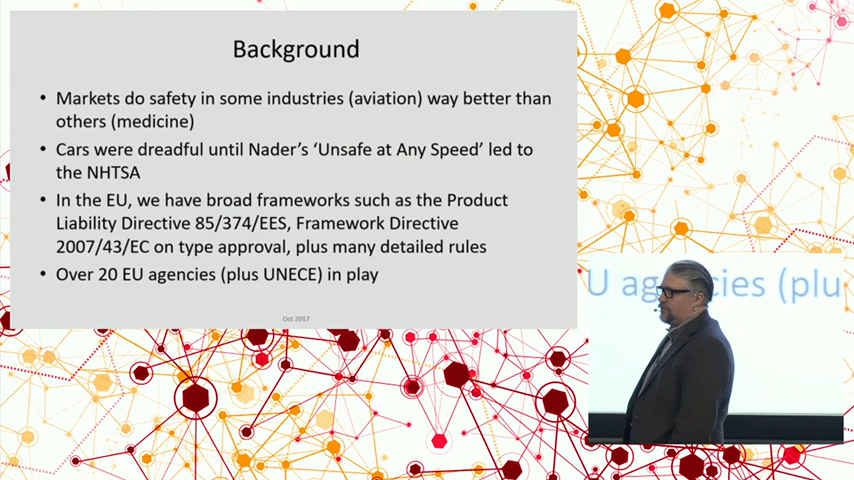 Background
• Markets do safety in some industries (aviation) way better than
others (medicine)
• Cars were dreadful until Nader's 'Unsafe at Any Speed' led to
the NHTSA
• In the EU, we have broad frameworks such as the Product
Liability Directive 85/374/EES, Framework Directive
2007/43/EC on type approval, plus many detailed rules
• Over 20 EU agencies (plus UNECE) in play
Oct 2017
U agencies (plu